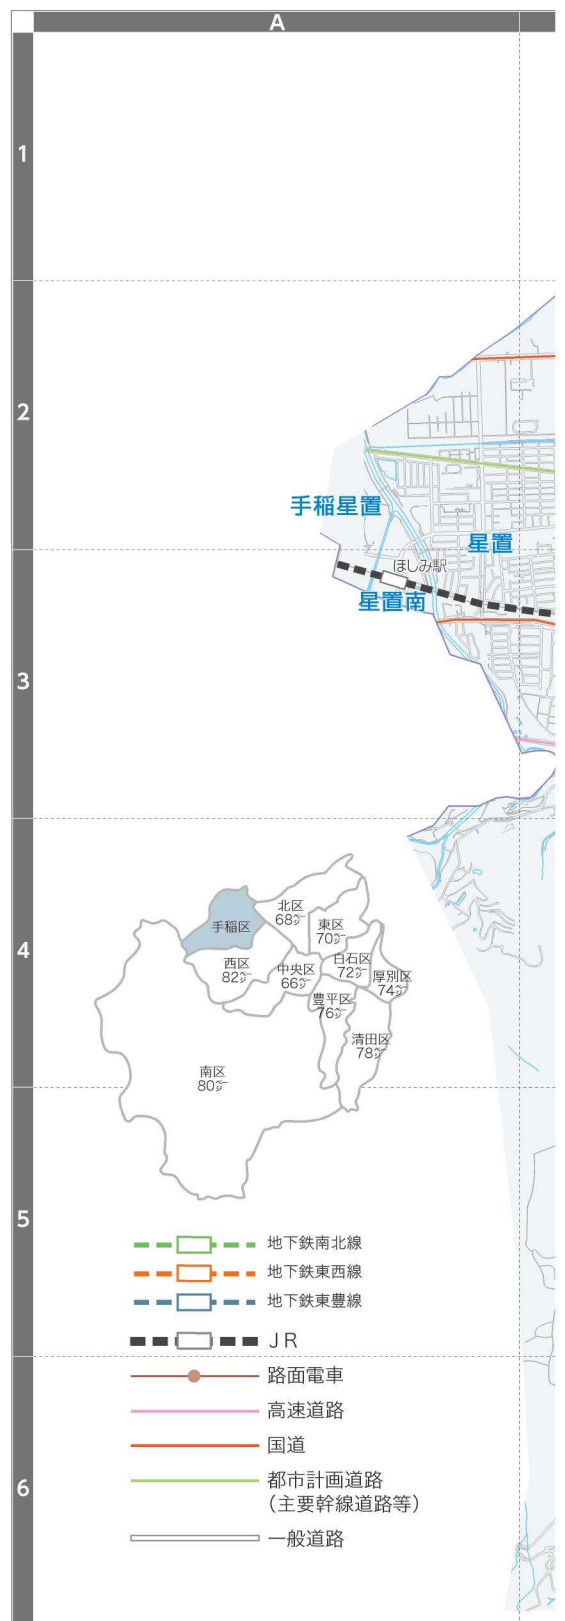 A
1
2
手稲星置
星置
ほしみ駅
星置南
3
4
手稲区
北区
68㌻
東区
70㌻
西区
82㌻
中央区
66㌻
白石区
72㌻
厚別区
74㌻
豊平区
76㌻
清田区
78㌻
南区
80㌻
5
地下鉄南北線
地下鉄東西線
地下鉄東豊線
ＪＲ
路面電車
高速道路
国道
6
都市計画道路
（主要幹線道路等）
一般道路